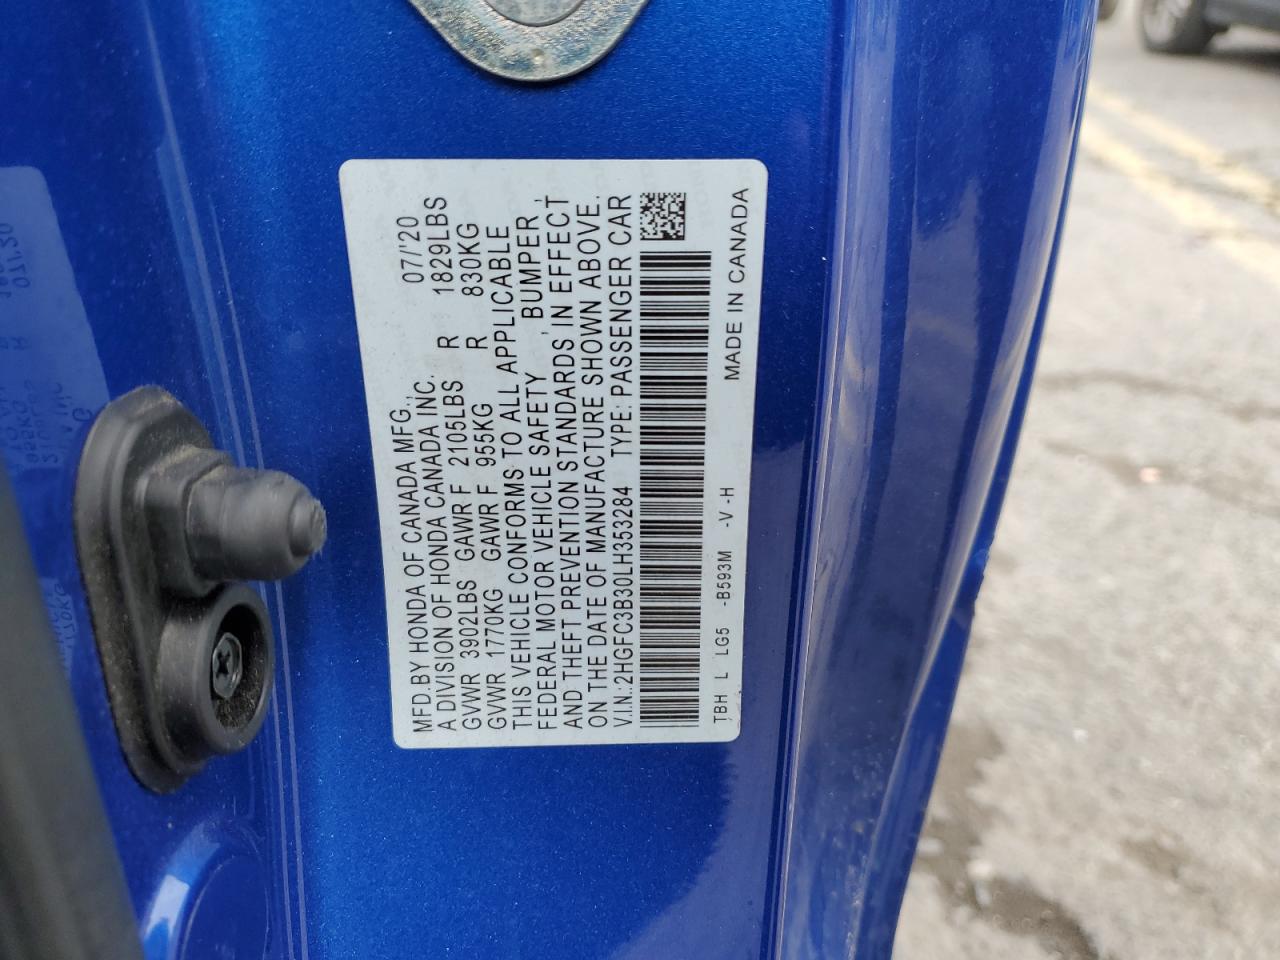 MFD.BY HONDA OF CANADA MFG., 07/'20
A DIVISION OF HONDA CANADA INC.
GVWR 3902LBS GAWR F 2105LBS R 1829LBS
GVWR 1770KG GAWR F 955KG R 830KG
THIS VEHICLE CONFORMS TO ALL APPLICABLE
FEDERAL MOTOR VEHICLE SAFETY, BUMPER,
AND THEFT PREVENTION STANDARDS IN EFFECT
ON THE DATE OF MANUFACTURE SHOWN ABOVE.
V.I.N.:2HGFC3B30LH353284 TYPE: PASSENGER CAR
TBH L LG5 -B593M -V -H MADE IN CANADA